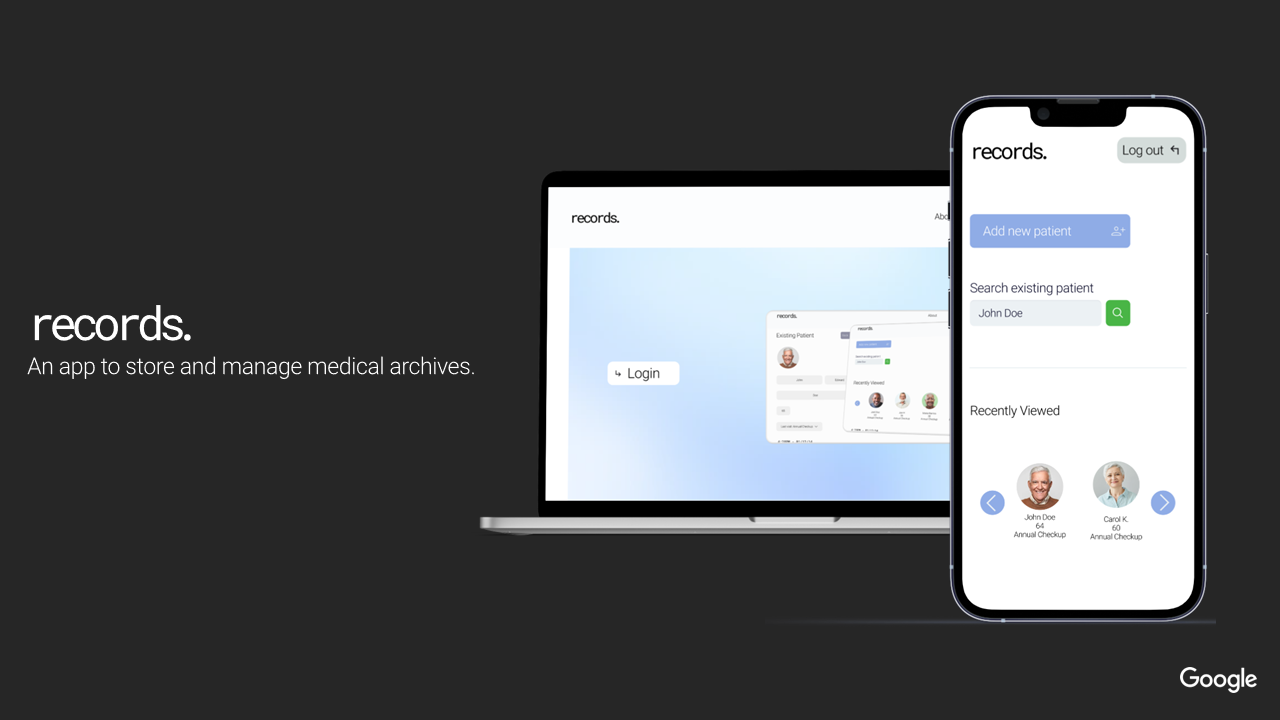 records.
An app to store and manage medical archives.
records.
Abo
Login
records.
About
Existing Patient
records.
Recently Viewed
records.
Log out
Add new patient
Search existing patient
John Doe
Recently Viewed
John Doe
64
Annual Checkup
Carol K.
60
Annual Checkup
Google